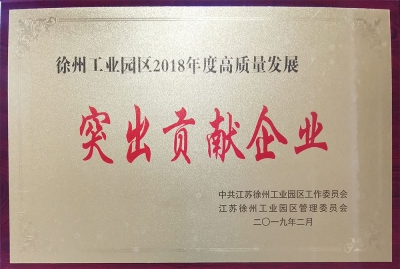 徐州工业园区2018年度高质量发展
突出贡献企业
中共江苏徐州工业园区工作委员会
江苏徐州工业园区管理委员会
二〇一九年二月